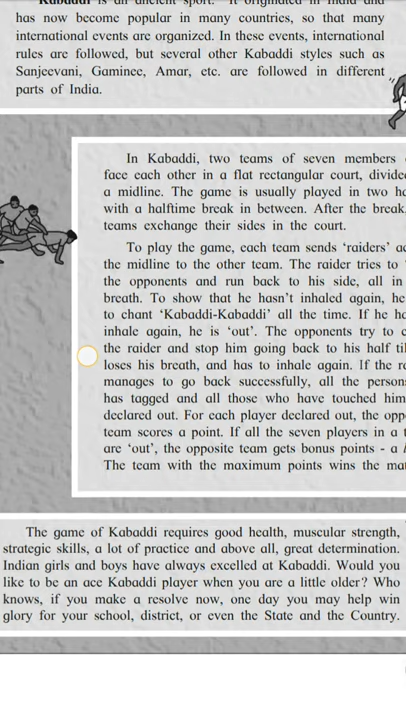 Kabaddi is an ancient sport. It originated in India and
has now become popular in many countries, so that many
international events are organized. In these events, international
rules are followed, but several other Kabaddi styles such as
Sanjeevani, Gaminee, Amar, etc. are followed in different
parts of India.
In Kabaddi, two teams of seven members
face each other in a flat rectangular court,
a midline. The game is usually played in two
with a halftime break in between. After the break
teams exchange their sides in the court.
To play the game, each team sends ‘raiders’
the midline to the other team. The raider tries to
the opponents and run back to his side, all in
breath. To show that he hasn’t inhaled again, he
to chant ‘Kabaddi-Kabaddi’ all the time. If he
inhale again, he is ‘out’. The opponents try to
the raider and stop him going back to his half
loses his breath, and has to inhale again. If the
manages to go back successfully, all the
has tagged and all those who have touched him
declared out. For each player declared out, the
team scores a point. If all the seven players in a
are ‘out’, the opposite team gets bonus points - a
The team with the maximum points wins the
The game of Kabaddi requires good health, muscular strength,
strategic skills, a lot of practice and above all, great determination.
Indian girls and boys have always excelled at Kabaddi. Would you
like to be an ace Kabaddi player when you are a little older? Who
knows, if you make a resolve now, one day you may help win
glory for your school, district, or even the State and the Country.